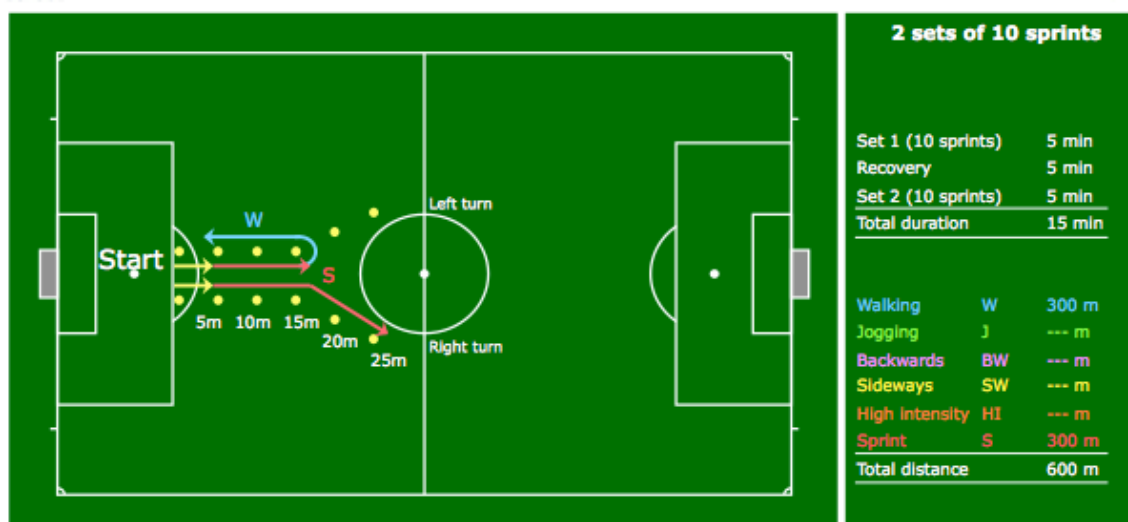 2 sets of 10 sprints
Set 1 (10 sprints) 5 min
Recovery 5 min
Set 2 (10 sprints) 5 min
Total duration 15 min
Walking W 300 m
Jogging J --- m
Backwards BW --- m
Sideways SW --- m
High intensity HI --- m
Sprint S 300 m
Total distance 600 m
Left turn
W
Start
S
5m 10m 15m
20m
25m
Right turn